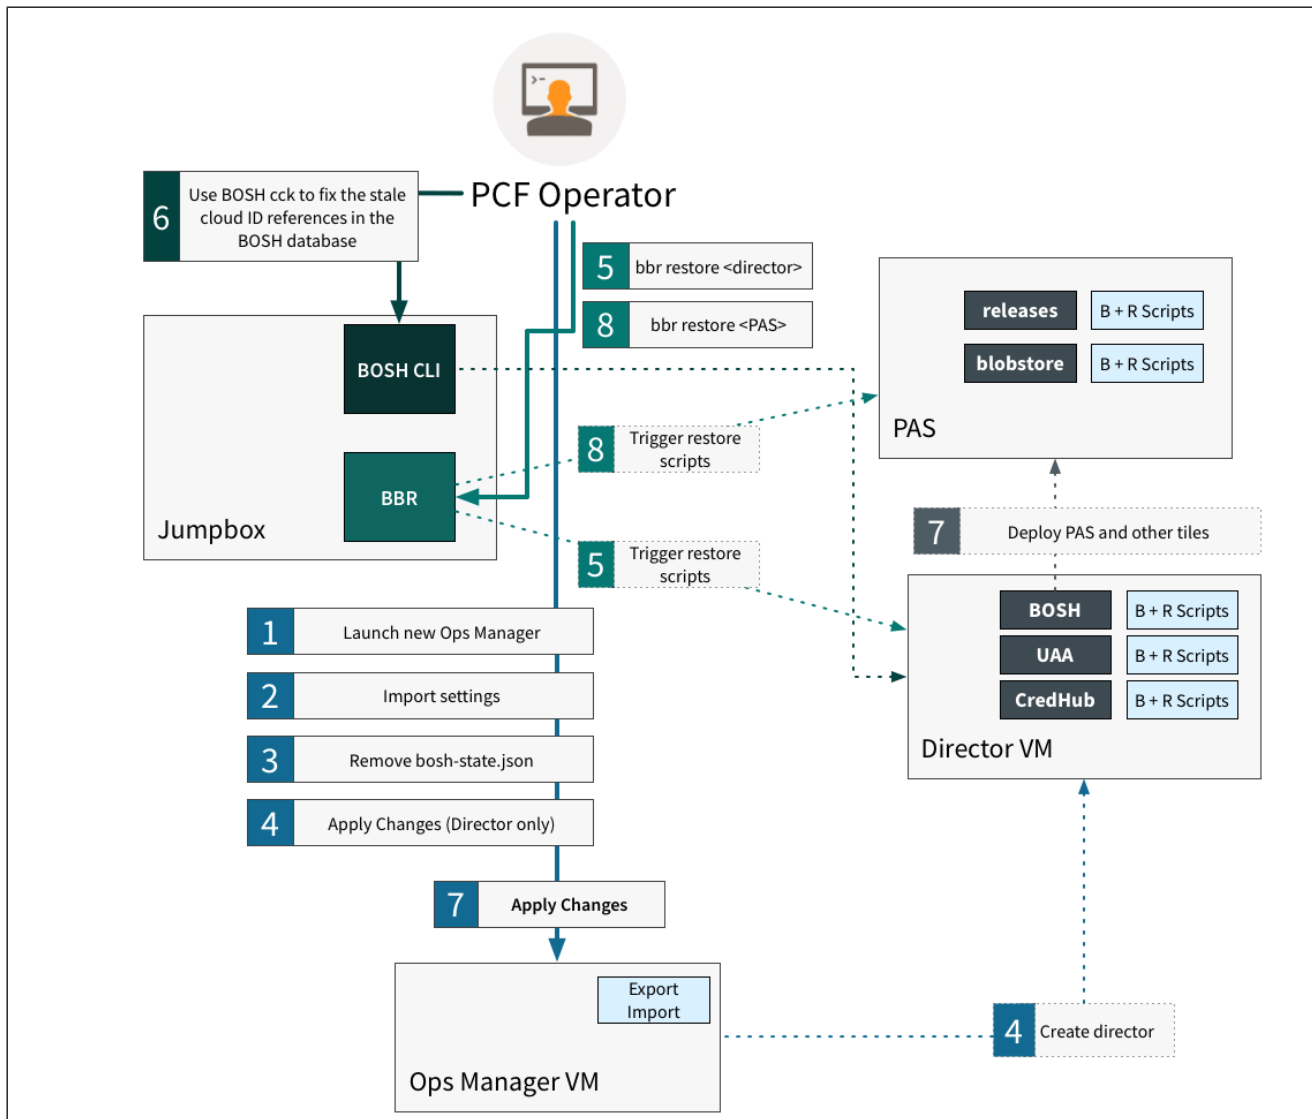 PCF Operator
6
Use BOSH cck to fix the stale
cloud ID references in the
BOSH database
5
bbr restore <director>
8
bbr restore <PAS>
BOSH CLI
BBR
Jumpbox
releases
B + R Scripts
blobstore
B + R Scripts
PAS
8
Trigger restore
scripts
5
Trigger restore
scripts
7
Deploy PAS and other tiles
BOSH
B + R Scripts
UAA
B + R Scripts
CredHub
B + R Scripts
Director VM
1
Launch new Ops Manager
2
Import settings
3
Remove bosh-state.json
4
Apply Changes (Director only)
7
Apply Changes
Export
Import
Ops Manager VM
4
Create director